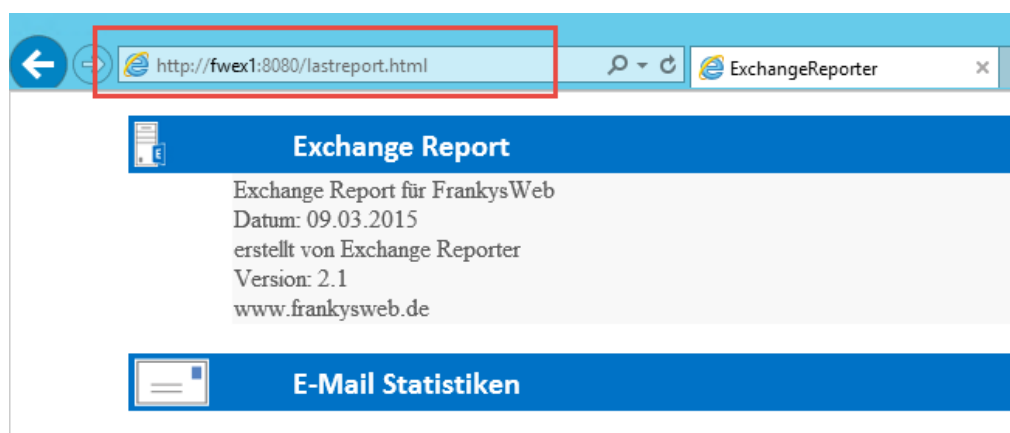 http://fwex1:8080/lastreport.html
ExchangeReporter
Exchange Report
E
Exchange Report für FrankysWeb
Datum: 09.03.2015
erstellt von Exchange Reporter
Version: 2.1
www.frankysweb.de
E-Mail Statistiken